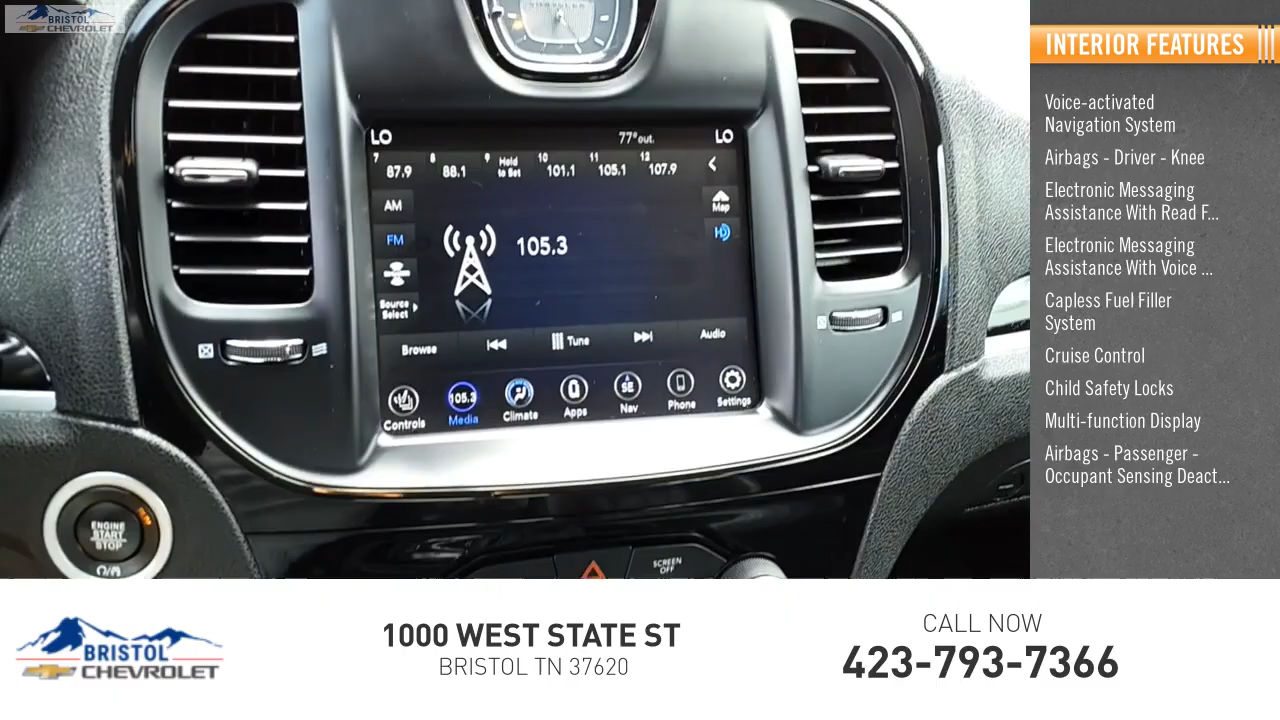 BRISTOL
CHEVROLET
LO 77° out. LO
7 8 9 Hold 10 11 12
87.9 88.1 to Set 101.1 105.1 107.9
AM
Map
FM
HD
105.3
Source
Select
Browse Tune Audio
105.3 SE
Controls Media Climate Apps Nav Phone Settings
ENGINE
START
STOP
SCREEN
OFF
INTERIOR FEATURES
Voice-activated
Navigation System
Airbags - Driver - Knee
Electronic Messaging
Assistance With Read F...
Electronic Messaging
Assistance With Voice ...
Capless Fuel Filler
System
Cruise Control
Child Safety Locks
Multi-function Display
Airbags - Passenger -
Occupant Sensing Deact...
BRISTOL
CHEVROLET
1000 WEST STATE ST
BRISTOL TN 37620
CALL NOW
423-793-7366